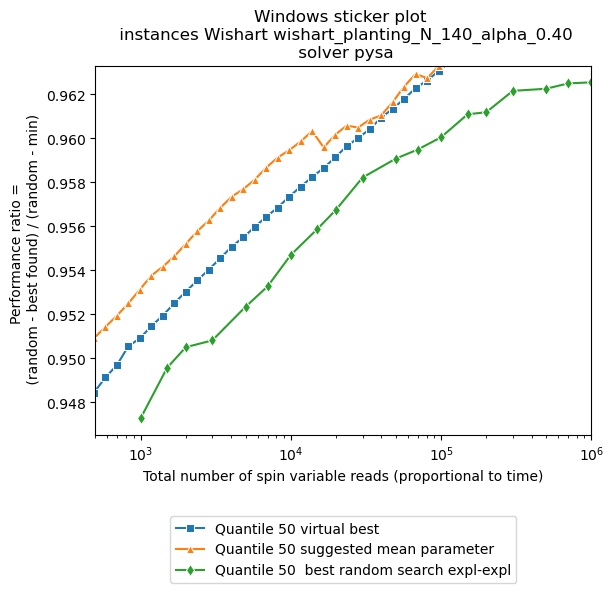 Windows sticker plot
instances Wishart wishart_planting_N_140_alpha_0.40
solver pysa
Performance ratio =
(random - best found) / (random - min)
0.962
0.960
0.958
0.956
0.954
0.952
0.950
0.948
10³
10⁴
10⁵
10⁶
Total number of spin variable reads (proportional to time)
Quantile 50 virtual best
Quantile 50 suggested mean parameter
Quantile 50  best random search expl-expl